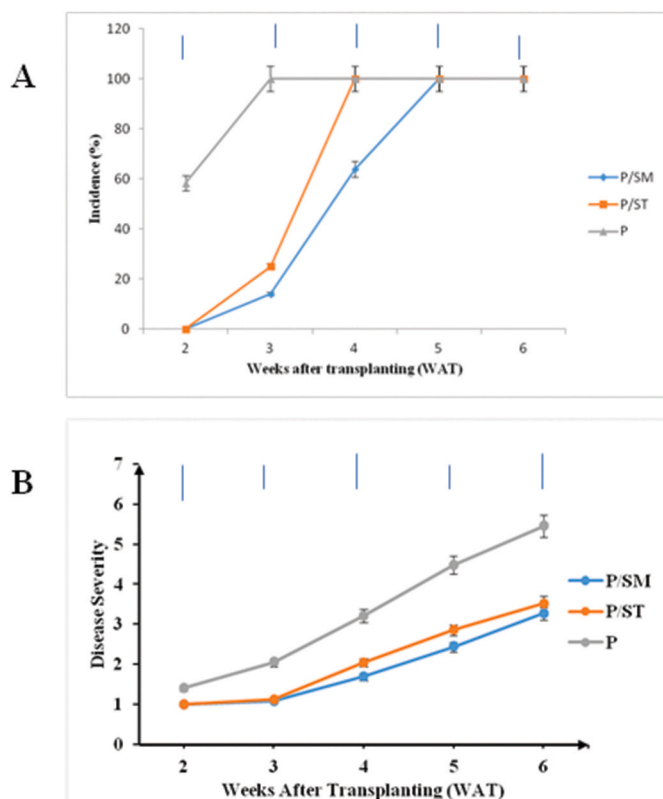 A
120
100
80
60
40
20
0
Incidence (%)
2 3 4 5 6
Weeks after transplanting (WAT)
P/SM
P/ST
P
B
7
6
5
4
3
2
1
0
Disease Severity
2 3 4 5 6
Weeks After Transplanting (WAT)
P/SM
P/ST
P